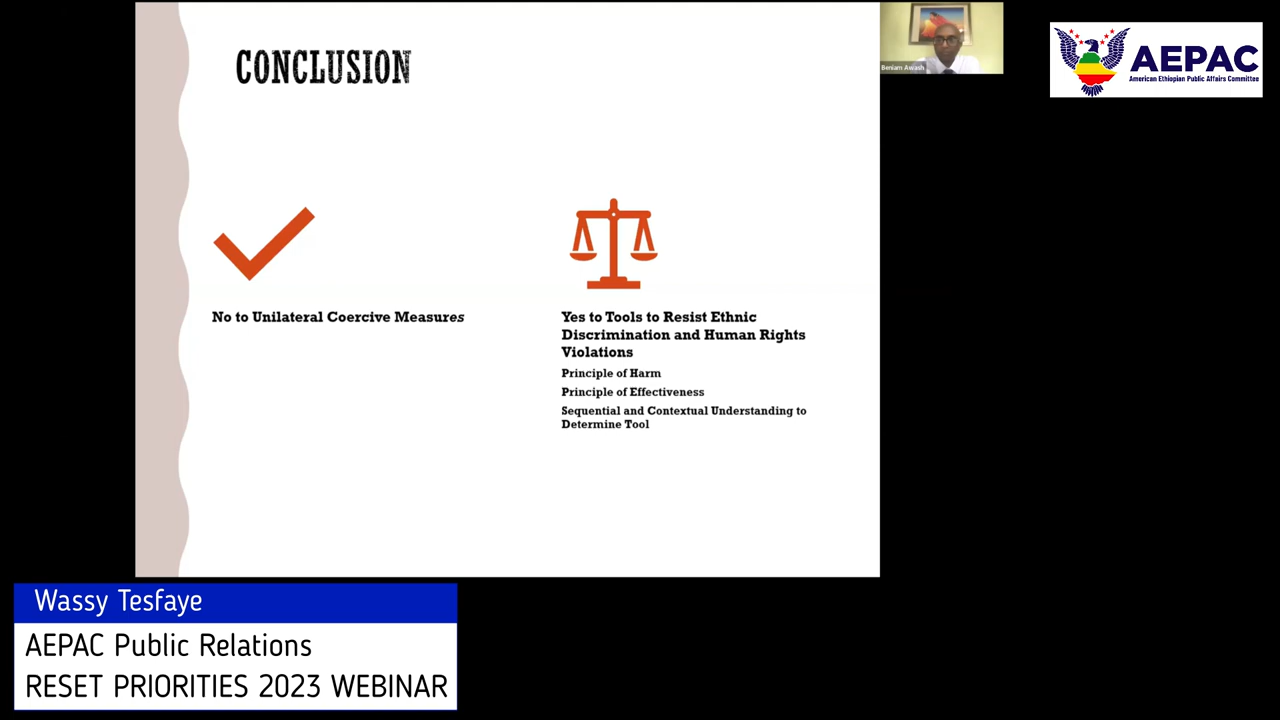 CONCLUSION
No to Unilateral Coercive Measures
Yes to Tools to Resist Ethnic
Discrimination and Human Rights
Violations
Principle of Harm
Principle of Effectiveness
Sequential and Contextual Understanding to
Determine Tool
Beniam Awash
AEPAC
American Ethiopian Public Affairs Committee
Wassy Tesfaye
AEPAC Public Relations
RESET PRIORITIES 2023 WEBINAR